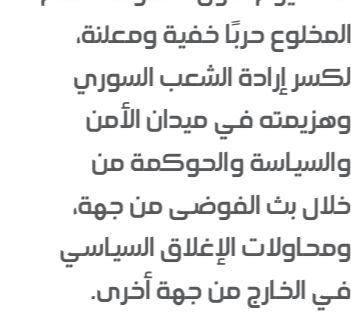 المخلوع حربًا خفية ومعلنة،
لكسر إرادة الشعب السوري
وهزيمته في ميدان الأمن
والسياسة والحوكمة من
خلال بث الفوضى من جهة،
ومحاولات الإغلاق السياسي
في الخارج من جهة أخرى.